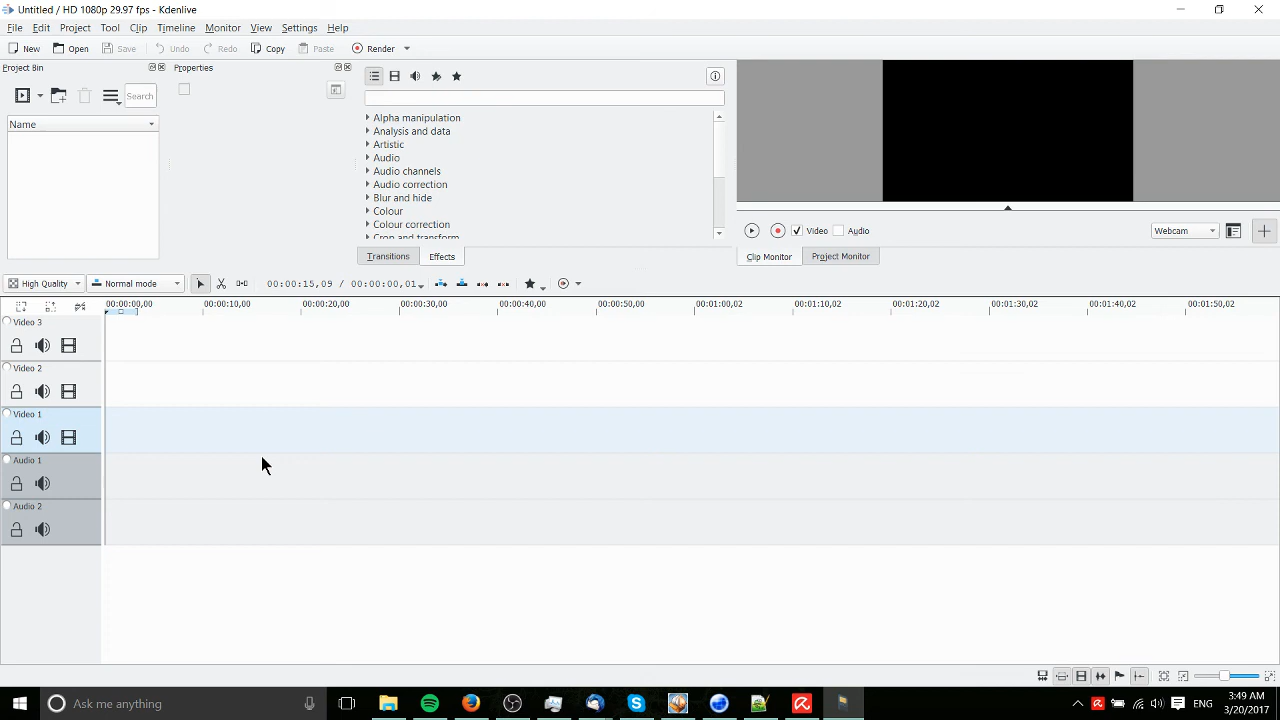 Untitled / HD 1080p 29.97 fps - Kdenlive
File Edit Project Tool Clip Timeline Monitor View Settings Help
New Open Save Undo Redo Copy Paste Render
Project Bin
Properties
Search
Name
Alpha manipulation
Analysis and data
Artistic
Audio
Audio channels
Audio correction
Blur and hide
Colour
Colour correction
Crop and transform
Transitions Effects
Video Audio Webcam
Clip Monitor Project Monitor
High Quality Normal mode 00:00:15,09 / 00:00:00,01
00:00:00,00 00:00:10,00 00:00:20,00 00:00:30,00 00:00:40,00 00:00:50,00 00:01:00,02 00:01:10,02 00:01:20,02 00:01:30,02 00:01:40,02 00:01:50,02
Video 3
Video 2
Video 1
Audio 1
Audio 2
Ask me anything
ENG
3:49 AM
3/20/2017